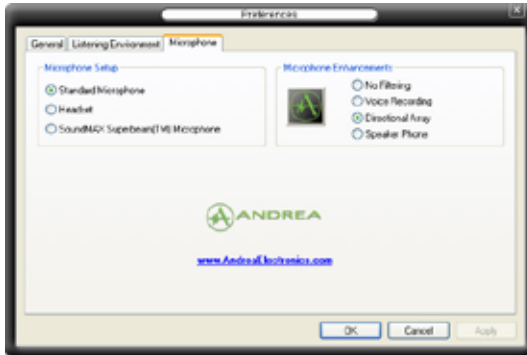 Preferences
General Listening Environment Microphone
Microphone Setup
Standard Microphone
Headset
SoundMAX Superbeam(TM) Microphone
Microphone Enhancements
No Filtering
Voice Recording
Directional Array
Speaker Phone
ANDREA
www.AndreaElectronics.com
OK Cancel Apply